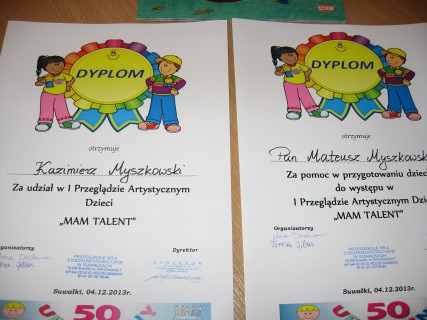 DYPLOM
otrzymuje
Kazimierz Myszkowski
Za udział w I Przeglądzie Artystycznym
Dzieci
„MAM TALENT”
Organizatorzy
Dyrektor
Suwałki, 04.12.2013r.
50
DYPLOM
otrzymuje
Pan Mateusz Myszkows
Za pomoc w przygotowaniu dzieci
do występu w
I Przeglądzie Artystycznym Dzi
„MAM TALENT”
Organizatorzy
Suwałki, 04.12.2013r.
50